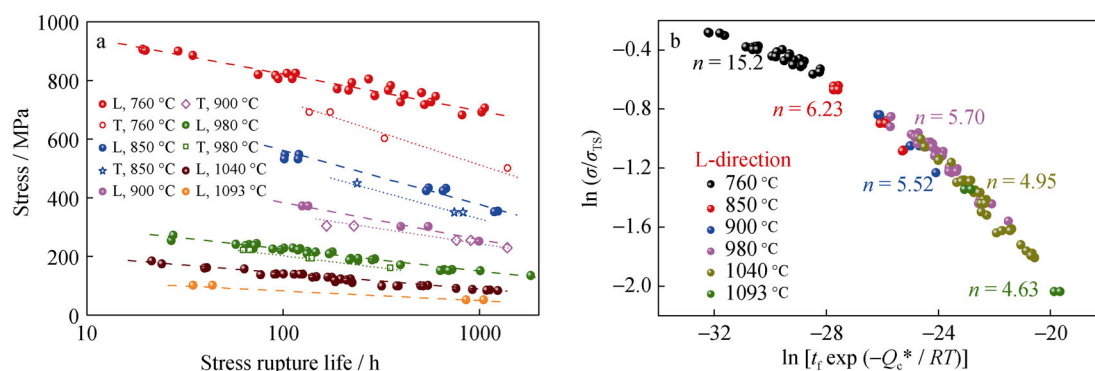 1000
800
600
400
200
0
Stress / MPa
a
L, 760 °C
T, 760 °C
L, 850 °C
T, 850 °C
L, 900 °C
T, 900 °C
L, 980 °C
T, 980 °C
L, 1040 °C
L, 1093 °C
10
100
1000
Stress rupture life / h
b
−0.4
−0.8
−1.2
−1.6
−2.0
ln (σ/σTS)
n = 15.2
n = 6.23
n = 5.70
n = 5.52
n = 4.95
n = 4.63
L-direction
760 °C
850 °C
900 °C
980 °C
1040 °C
1093 °C
−32
−28
−24
−20
ln [tf exp (−Qc* / RT)]